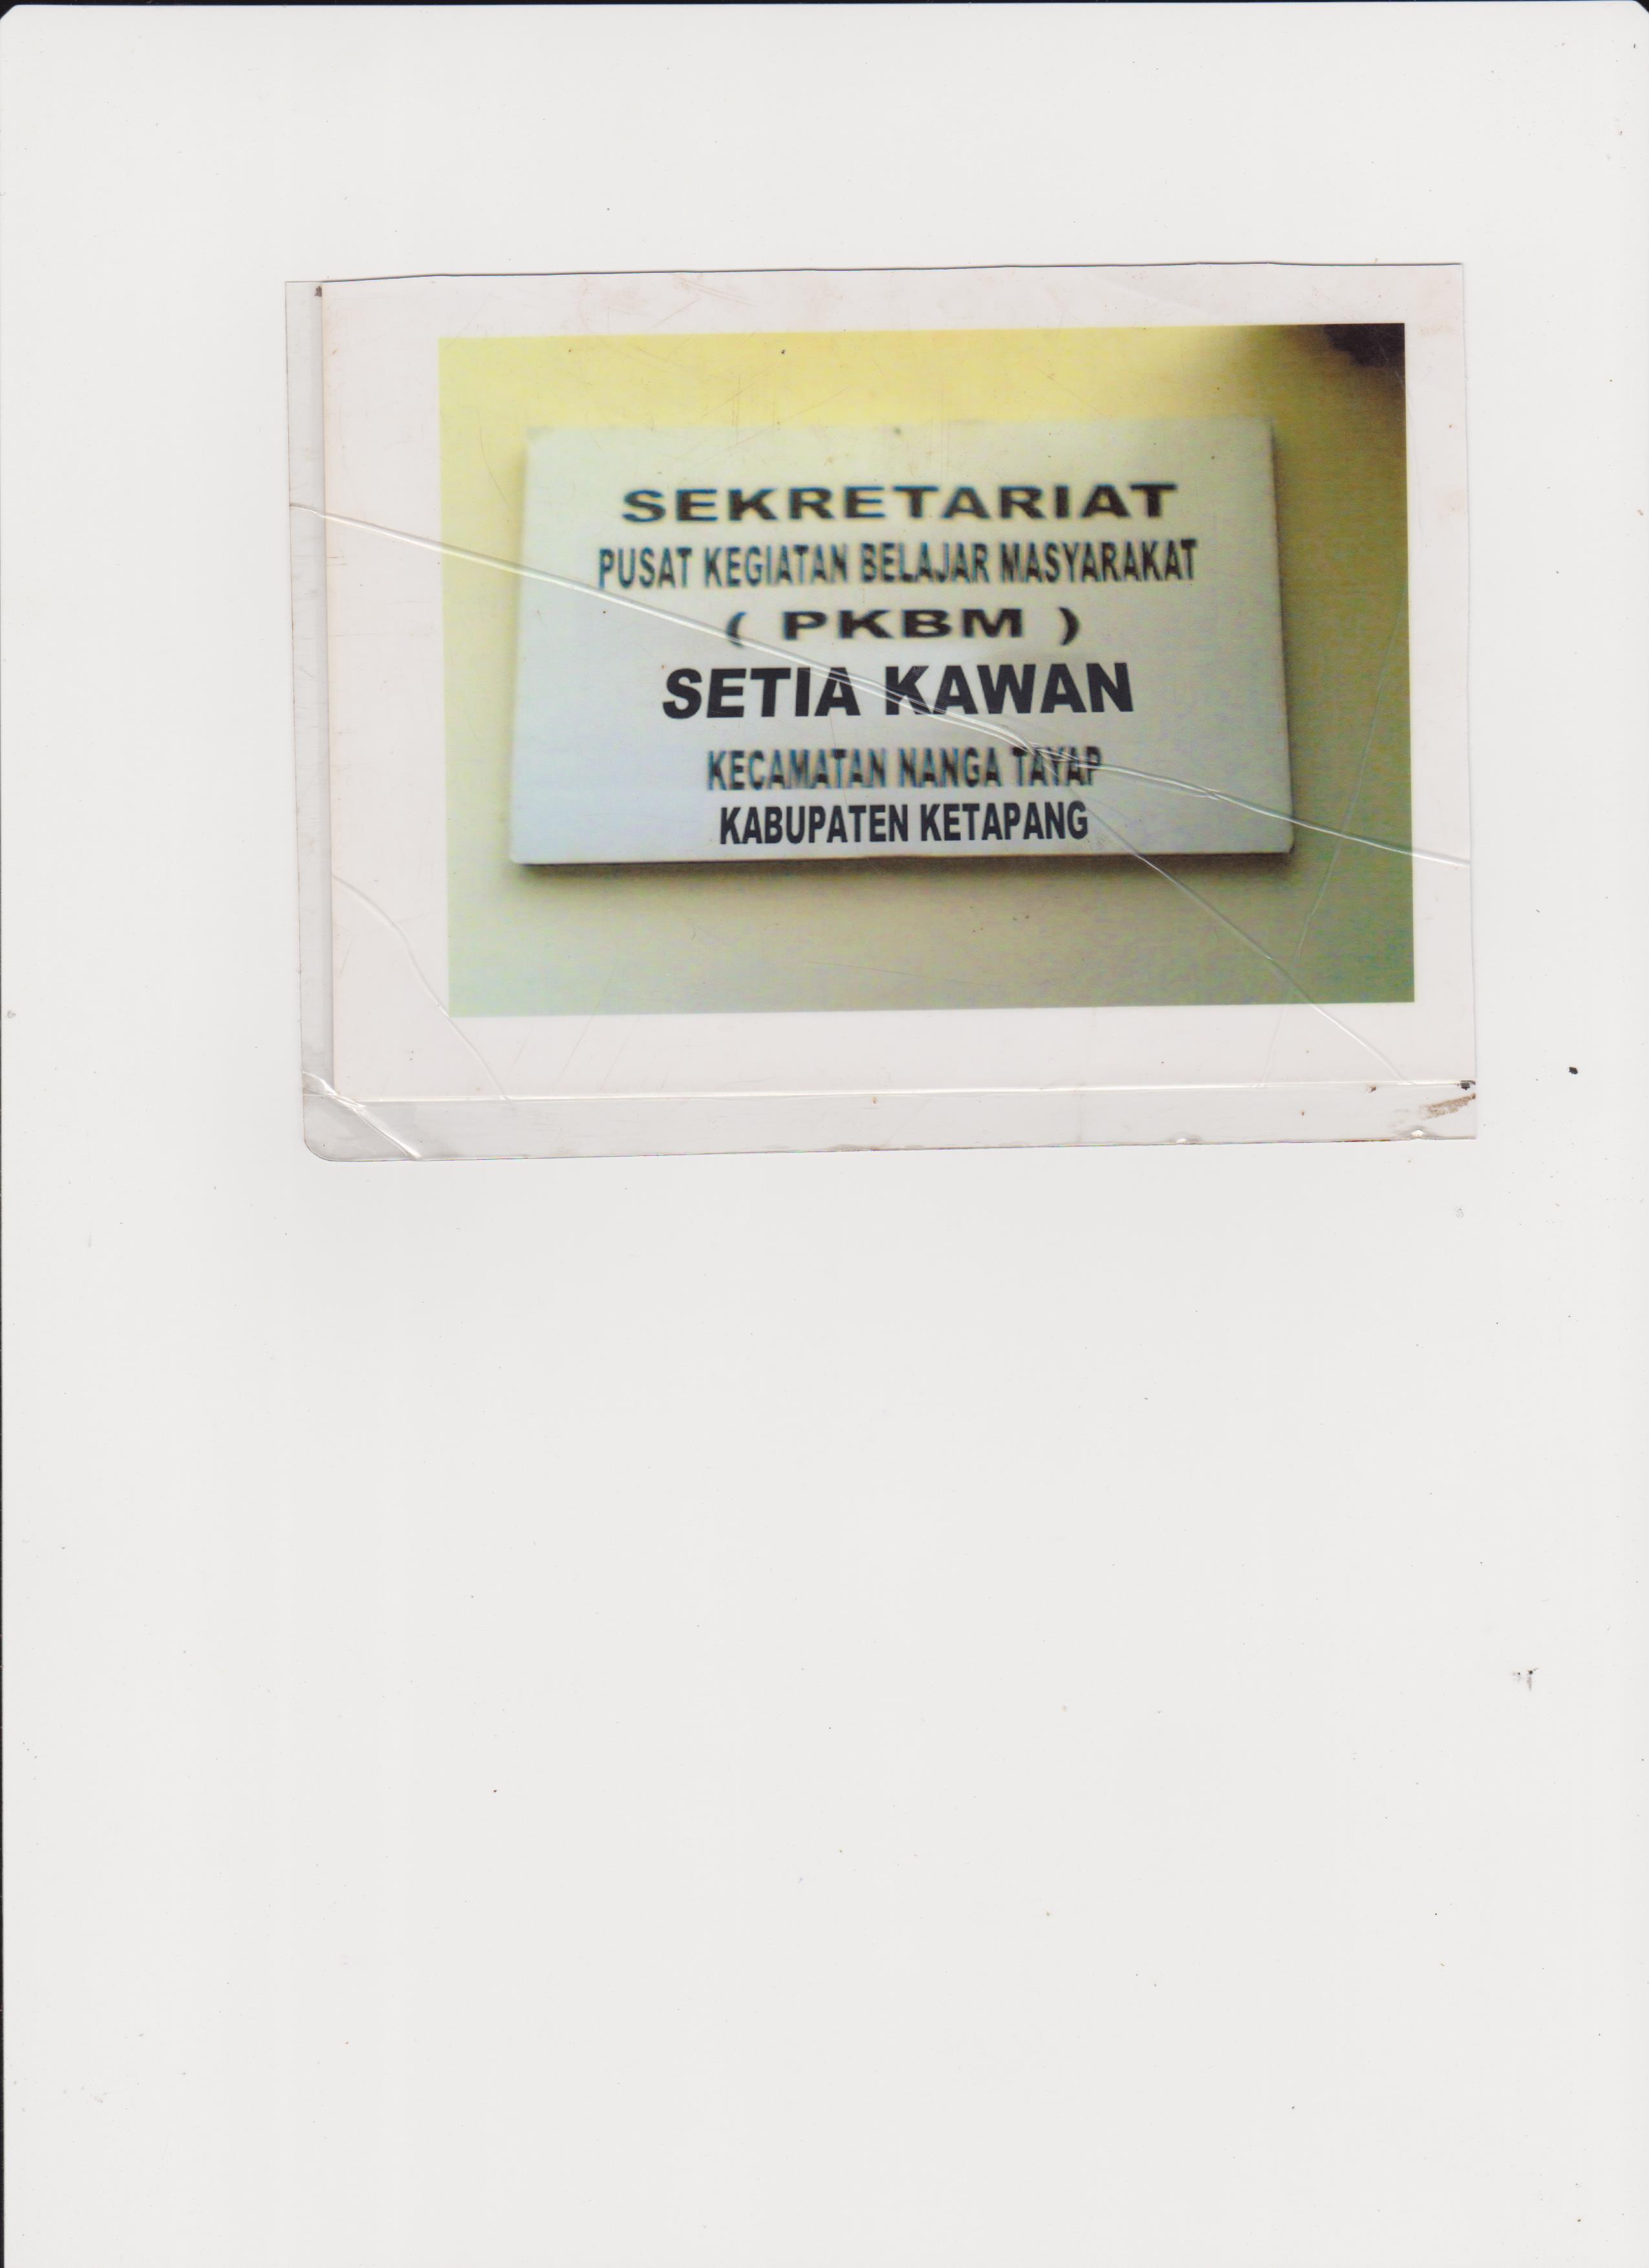 SEKRETARIAT
PUSAT KEGIATAN BELAJAR MASYARAKAT
( PKBM )
SETIA KAWAN
KECAMATAN NANGA TAYAP
KABUPATEN KETAPANG